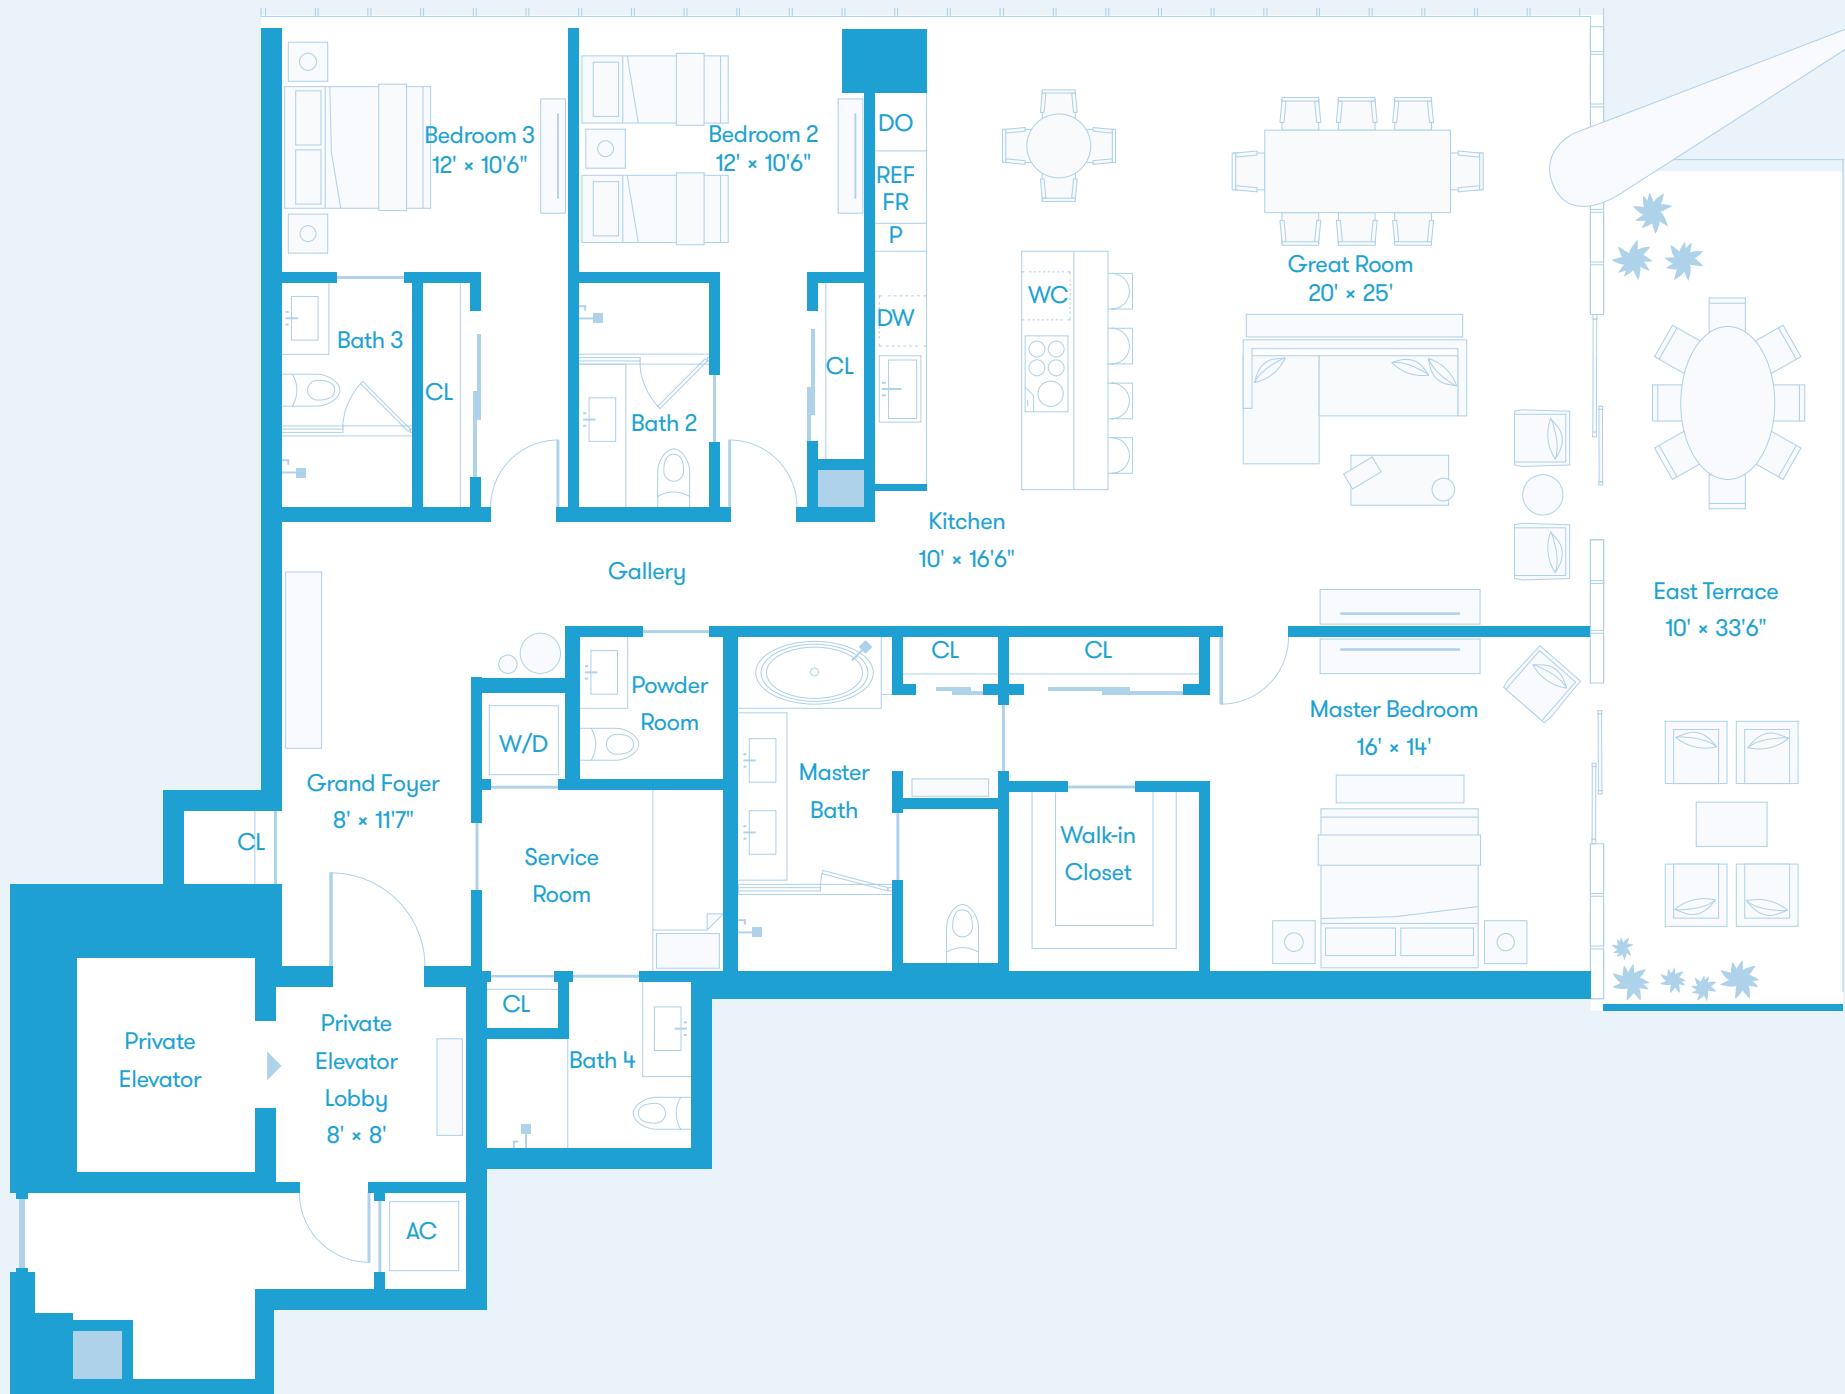 Bedroom 3
12' × 10'6"
Bedroom 2
12' × 10'6"
DO
REF
FR
P
DW
WC
Great Room
20' × 25'
Bath 3
CL
Bath 2
CL
Kitchen
10' × 16'6"
Gallery
East Terrace
10' × 33'6"
Powder
Room
CL
CL
Master Bedroom
16' × 14'
W/D
Master
Bath
Grand Foyer
8' × 11'7"
CL
Service
Room
Walk-in
Closet
CL
Private
Elevator
Private
Elevator
Lobby
8' × 8'
Bath 4
AC